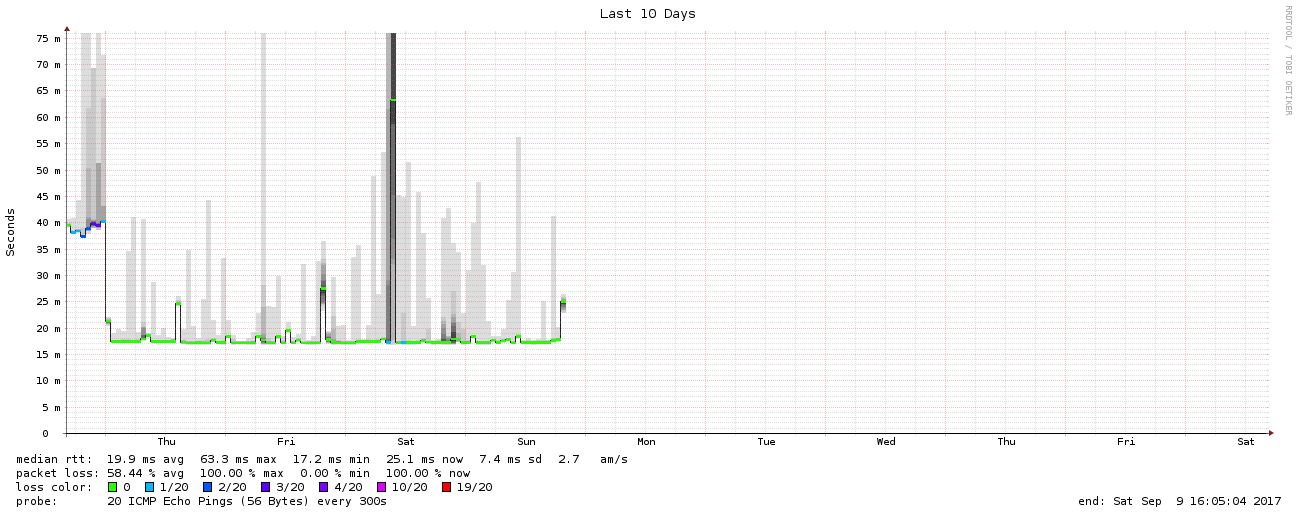 Last 10 Days
RRDTOOL / TOBI OETIKER
Seconds
75 m
70 m
65 m
60 m
55 m
50 m
45 m
40 m
35 m
30 m
25 m
20 m
15 m
10 m
5 m
0
Thu Fri Sat Sun Mon Tue Wed Thu Fri Sat
median rtt: 19.9 ms avg 63.3 ms max 17.2 ms min 25.1 ms now 7.4 ms sd 2.7 am/s
packet loss: 58.44 % avg 100.00 % max 0.00 % min 100.00 % now
loss color: 0 1/20 2/20 3/20 4/20 10/20 19/20
probe: 20 ICMP Echo Pings (56 Bytes) every 300s end: Sat Sep 9 16:05:04 2017